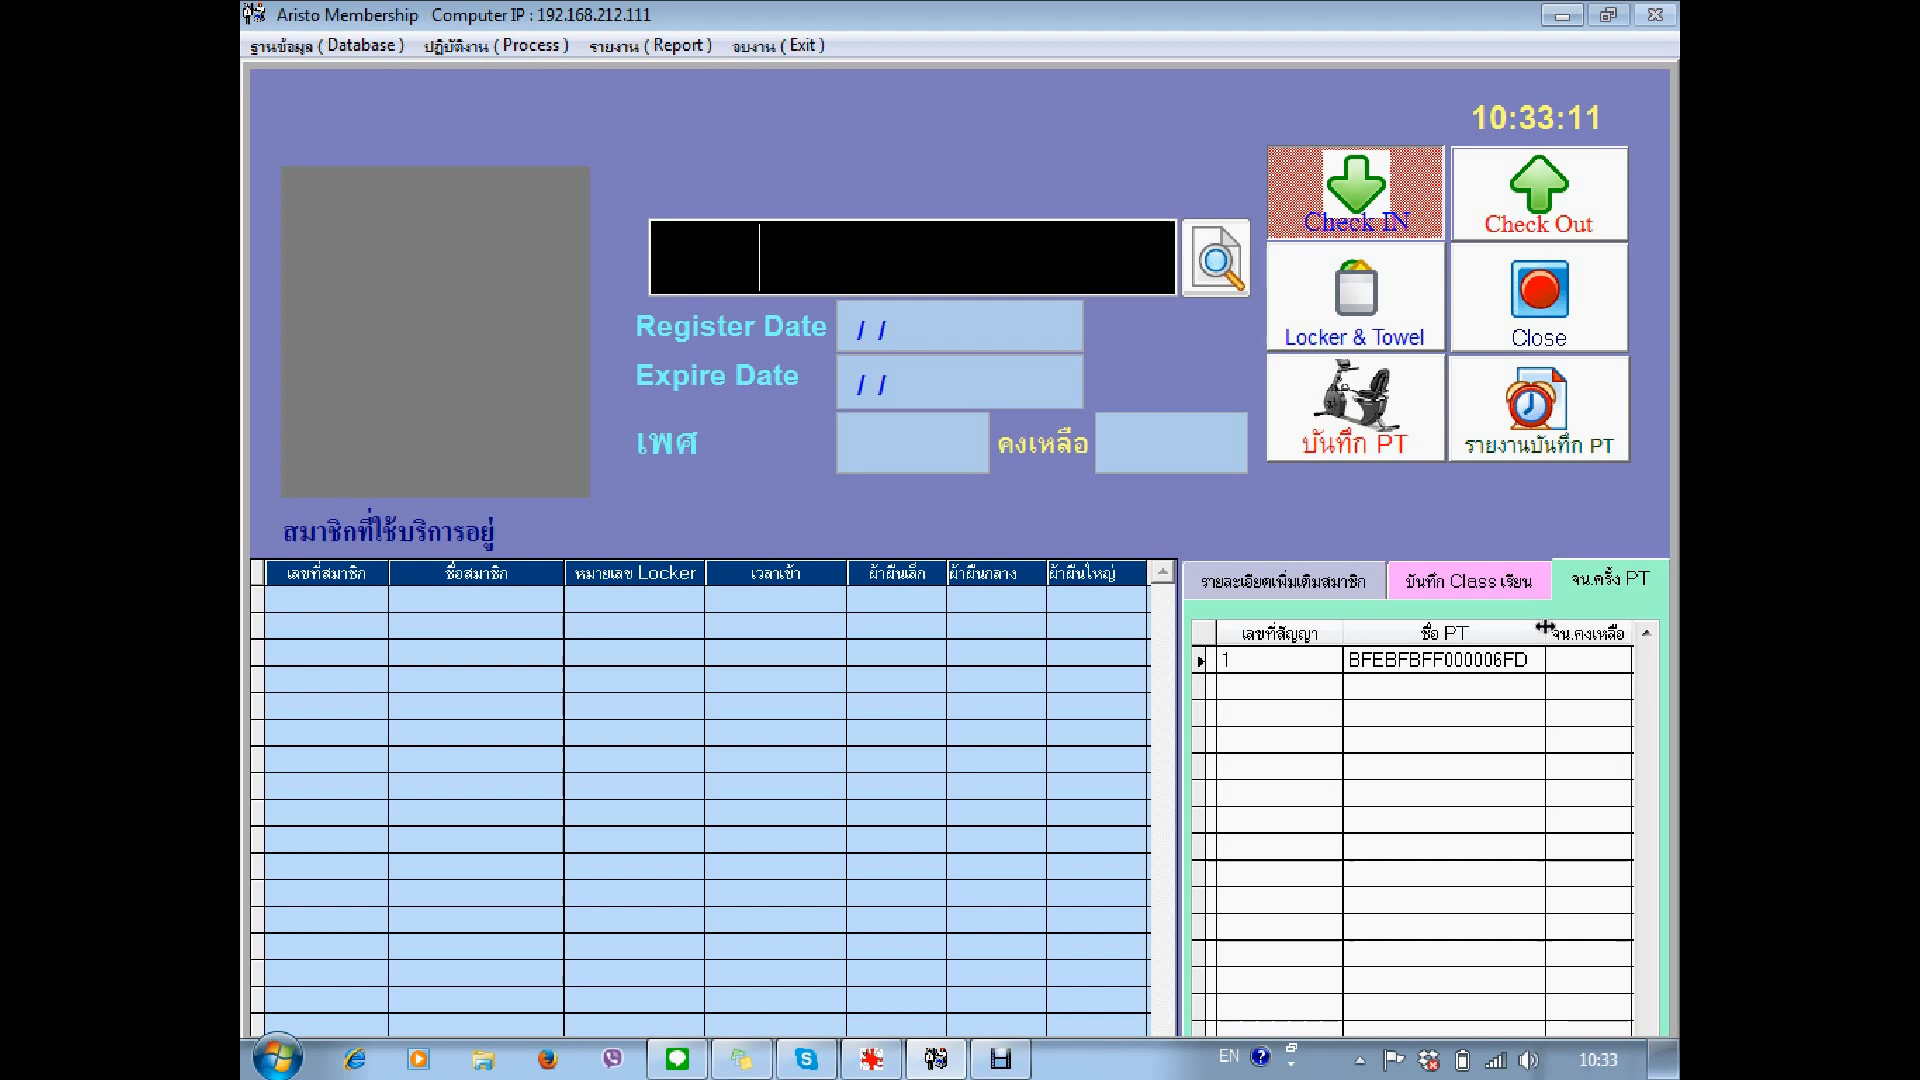 Aristo Membership Computer IP : 192.168.212.111
ฐานข้อมูล ( Database ) ปฏิบัติงาน ( Process ) รายงาน ( Report ) จบงาน ( Exit )
10:33:11
Check IN
Check Out
Register Date / /
Locker & Towel
Close
Expire Date / /
เพศ
คงเหลือ
บันทึก PT
รายงานบันทึก PT
สมาชิกที่ใช้บริการอยู่
เลขที่สมาชิก ชื่อสมาชิก หมายเลข Locker เวลาเข้า ผ้าผืนเล็ก ผ้าผืนกลาง ผ้าผืนใหญ่
รายละเอียดเพิ่มเติมสมาชิก บันทึก Class เรียน จน.ครั้ง PT
เลขที่สัญญา ชื่อ PT จน.คงเหลือ
1 BFEBFBFF000006FD
EN 10:33